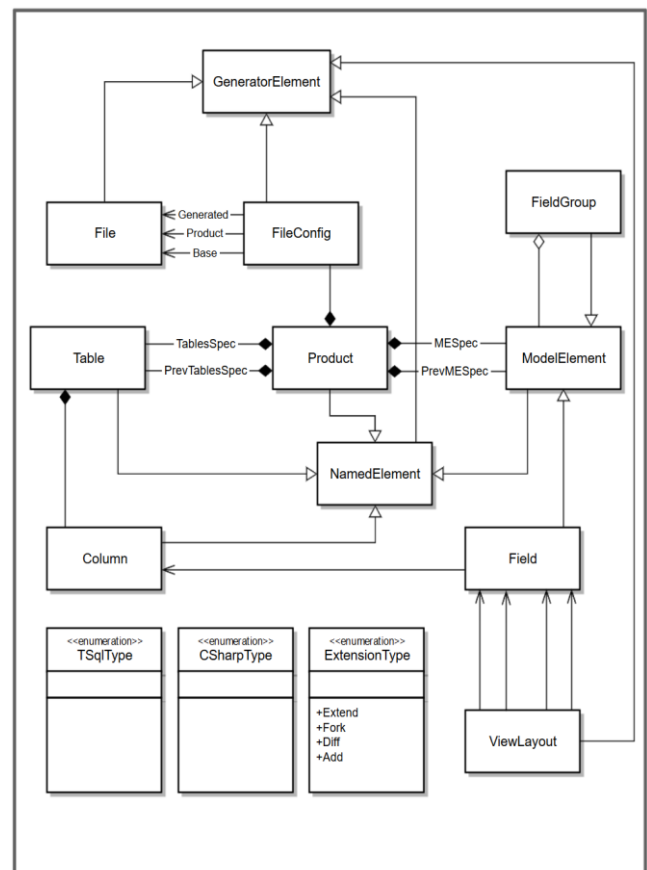 GeneratorElement
FieldGroup
File
Generated
Product
Base
FileConfig
Table
TablesSpec
PrevTablesSpec
Product
MESpec
PrevMESpec
ModelElement
NamedElement
Column
Field
<<enumeration>>
TSqlType
<<enumeration>>
CSharpType
<<enumeration>>
ExtensionType
+Extend
+Fork
+Diff
+Add
ViewLayout